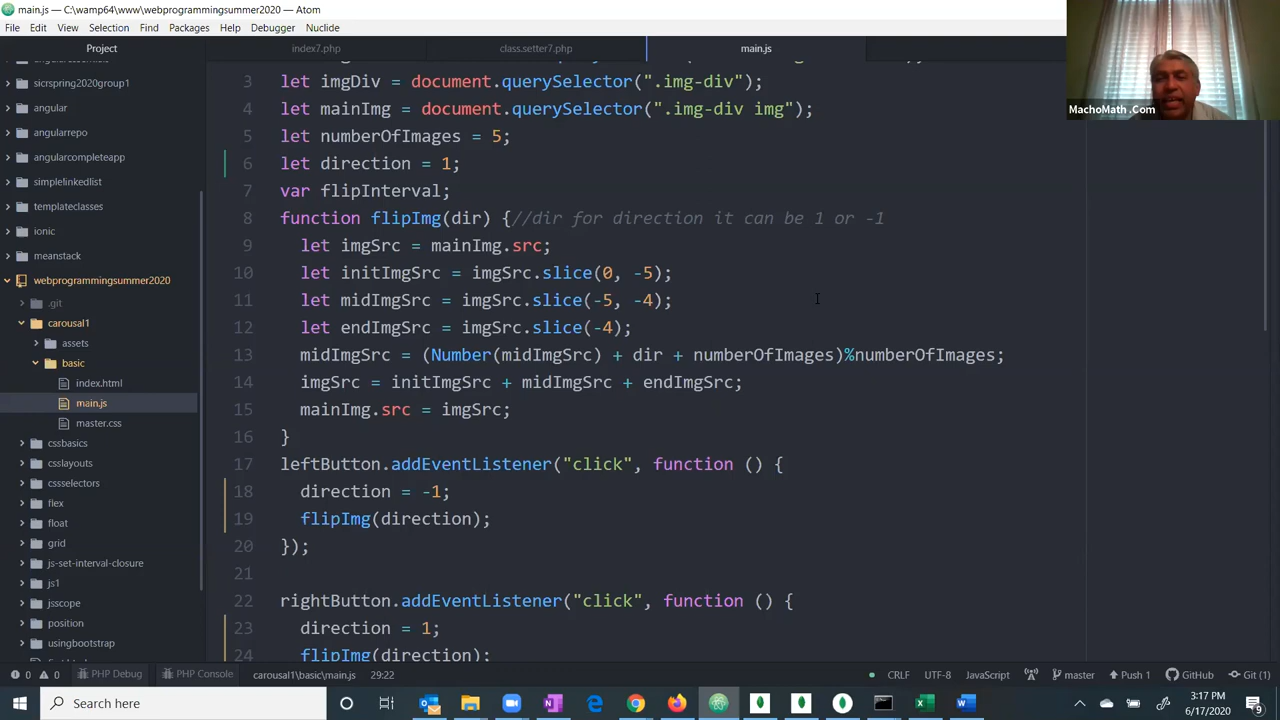 main.js — C:\wamp64\www\webprogrammingsummer2020 — Atom
File Edit View Selection Find Packages Help Debugger Nuclide
Project
index7.php class.setter7.php main.js
MachoMath .Com
sicrspring2020group1
angular
angularrepo
angularcompleteapp
simplelinkedlist
templateclasses
ionic
meanstack
webprogrammingsummer2020
.git
carousal1
assets
basic
index.html
main.js
master.css
cssbasics
csslayouts
cssselectors
flex
float
grid
js-set-interval-closure
js1
jsscope
position
usingbootstrap
3 let imgDiv = document.querySelector(".img-div");
4 let mainImg = document.querySelector(".img-div img");
5 let numberOfImages = 5;
6 let direction = 1;
7 var flipInterval;
8 function flipImg(dir) {//dir for direction it can be 1 or -1
9 let imgSrc = mainImg.src;
10 let initImgSrc = imgSrc.slice(0, -5);
11 let midImgSrc = imgSrc.slice(-5, -4);
12 let endImgSrc = imgSrc.slice(-4);
13 midImgSrc = (Number(midImgSrc) + dir + numberOfImages)%numberOfImages;
14 imgSrc = initImgSrc + midImgSrc + endImgSrc;
15 mainImg.src = imgSrc;
16 }
17 leftButton.addEventListener("click", function () {
18 direction = -1;
19 flipImg(direction);
20 });
21
22 rightButton.addEventListener("click", function () {
23 direction = 1;
24 flipImg(direction);
0 0 PHP Debug PHP Console carousal1\basic\main.js 29:22 CRLF UTF-8 JavaScript master Push 1 GitHub Git (1)
Type here to search
3:17 PM
6/17/2020
9